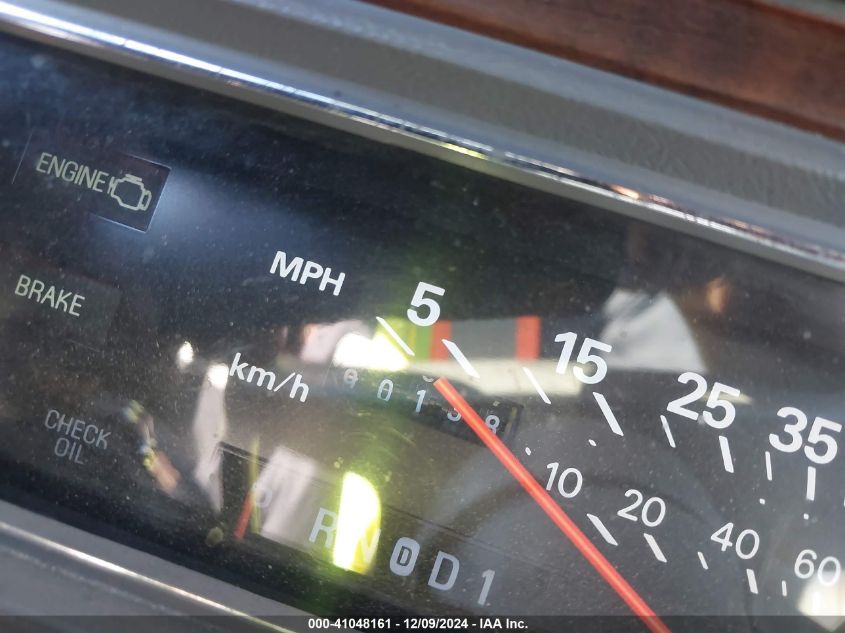 ENGINE
MPH
5 15 25 35
BRAKE
km/h
10 20 40 60
CHECK
OIL
R N D D 1
000-41048161 - 12/09/2024 - IAA Inc.